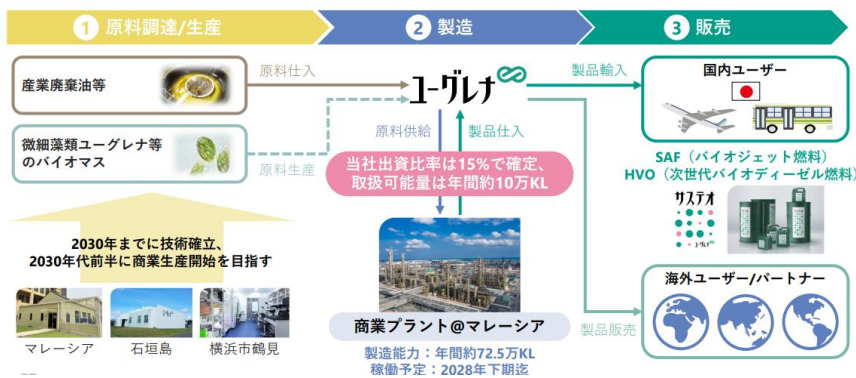 1 原料調達/生産
2 製造
3 販売
産業廃棄油等
原料仕入
微細藻類ユーグレナ等
のバイオマス
原料生産
ユーグレナ
原料供給
製品仕入
当社出資比率は15%で確定、
取扱可能量は年間約10万KL
製品輸入
国内ユーザー
SAF（バイオジェット燃料）
HVO（次世代バイオディーゼル燃料）
サステオ
ユーグレナ
2030年までに技術確立、
2030年代前半に商業生産開始を目指す
マレーシア
石垣島
横浜市鶴見
商業プラント@マレーシア
製造能力：年間約72.5万KL
稼働予定：2028年下期迄
製品販売
海外ユーザー/パートナー